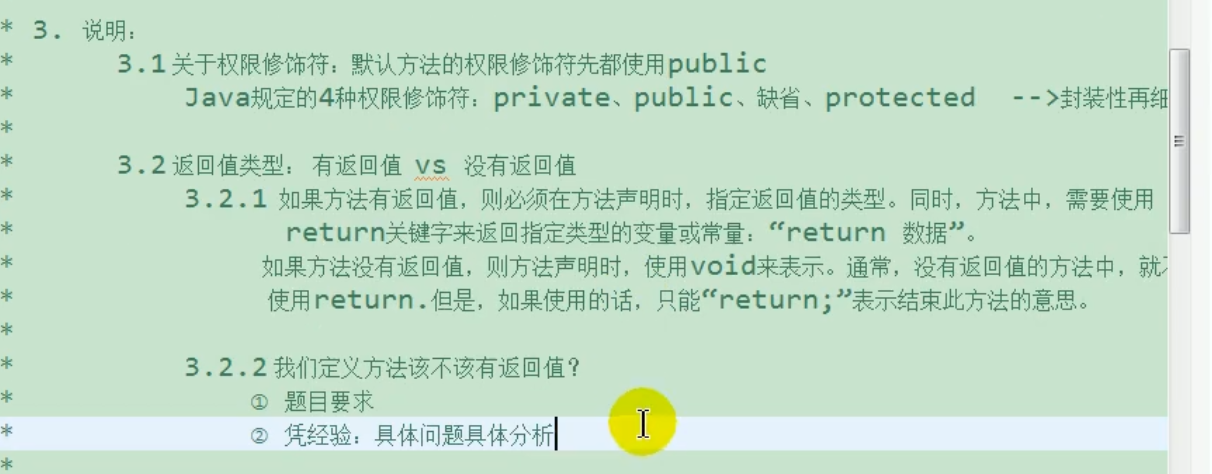 * 3. 说明：
* 3.1 关于权限修饰符：默认方法的权限修饰符先都使用public
* Java规定的4种权限修饰符：private、public、缺省、protected -->封装性再细
*
* 3.2 返回值类型： 有返回值 vs 没有返回值
* 3.2.1 如果方法有返回值，则必须在方法声明时，指定返回值的类型。同时，方法中，需要使用
* return关键字来返回指定类型的变量或常量：“return 数据”。
* 如果方法没有返回值，则方法声明时，使用void来表示。通常，没有返回值的方法中，就
* 使用return.但是，如果使用的话，只能“return;”表示结束此方法的意思。
*
* 3.2.2 我们定义方法该不该有返回值？
* ① 题目要求
* ② 凭经验：具体问题具体分析
*